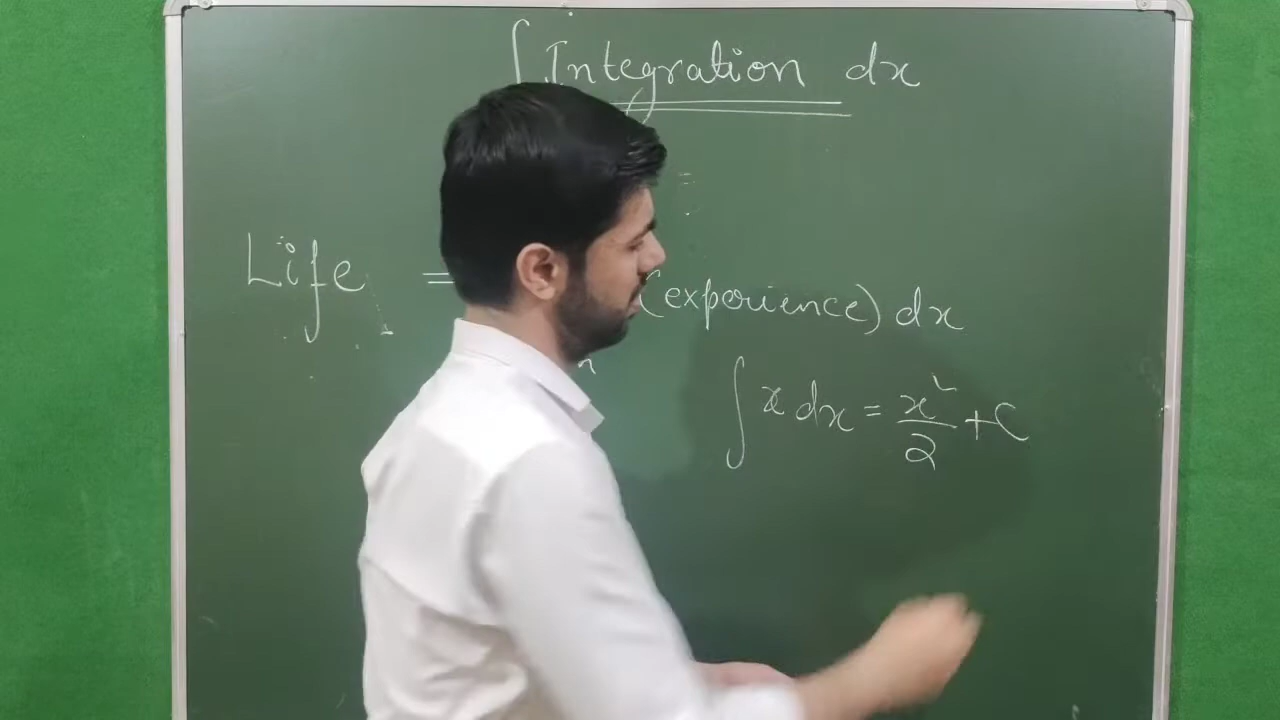 ∫ Integration dx
Life = (experience) dx
n
∫ x dx = x²/2 + C